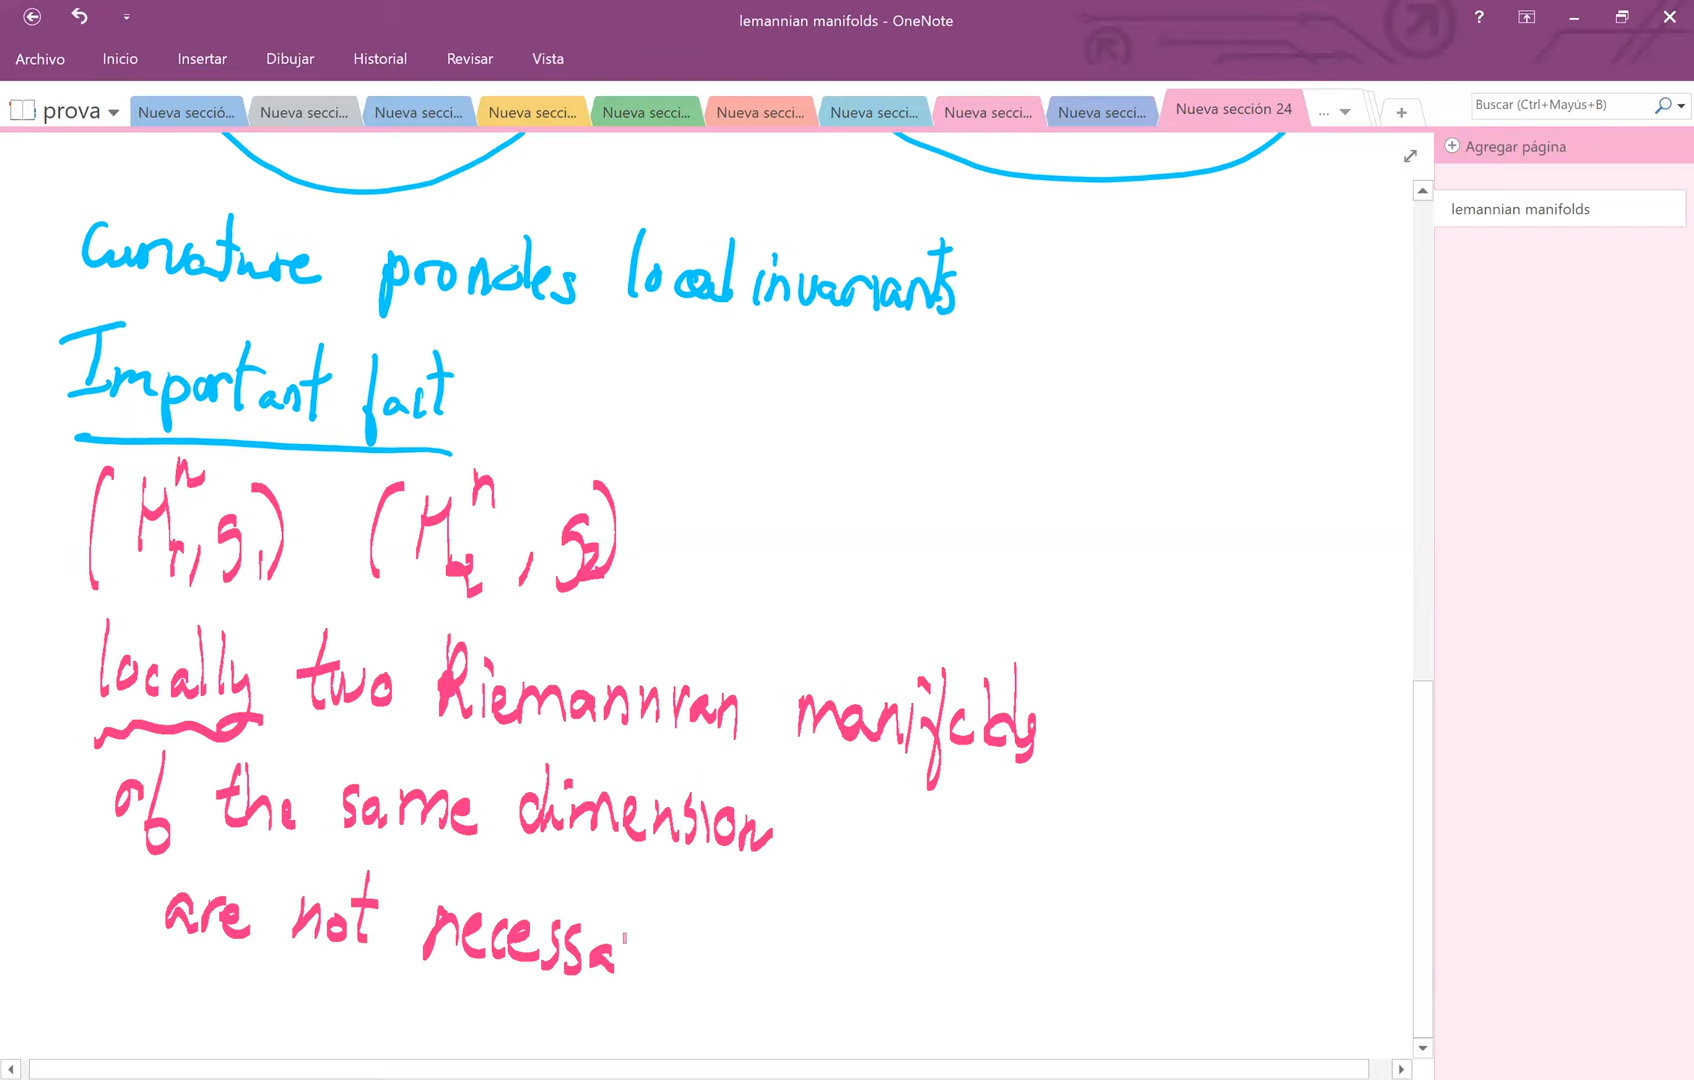 lemannian manifolds - OneNote
Archivo Inicio Insertar Dibujar Historial Revisar Vista
prova Nueva secció... Nueva secci... Nueva secci... Nueva secci... Nueva secci... Nueva secci... Nueva secci... Nueva secci... Nueva secci... Nueva sección 24 ... Buscar (Ctrl+Mayús+B)
Agregar página
lemannian manifolds
Curvature provides local invariants
Important fact
(M₁ⁿ, g₁) (M₂ⁿ, g₂)
locally two Riemannian manifolds
of the same dimension
are not necessa